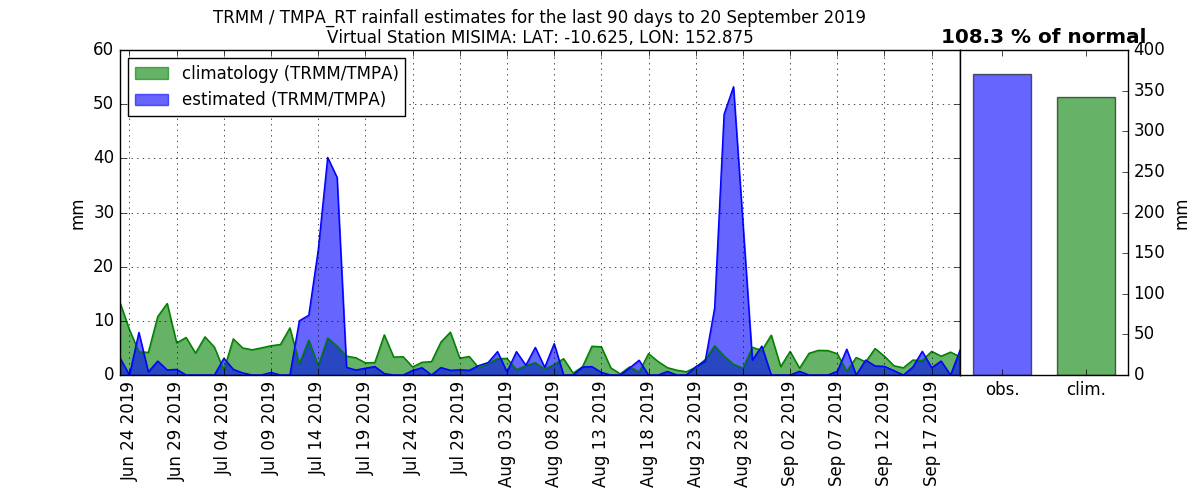 TRMM / TMPA_RT rainfall estimates for the last 90 days to 20 September 2019
Virtual Station MISIMA: LAT: -10.625, LON: 152.875
108.3 % of normal
climatology (TRMM/TMPA)
estimated (TRMM/TMPA)
60
50
40
30
20
10
0
mm
Jun 24 2019
Jun 29 2019
Jul 04 2019
Jul 09 2019
Jul 14 2019
Jul 19 2019
Jul 24 2019
Jul 29 2019
Aug 03 2019
Aug 08 2019
Aug 13 2019
Aug 18 2019
Aug 23 2019
Aug 28 2019
Sep 02 2019
Sep 07 2019
Sep 12 2019
Sep 17 2019
obs.
clim.
400
350
300
250
200
150
100
50
0
mm